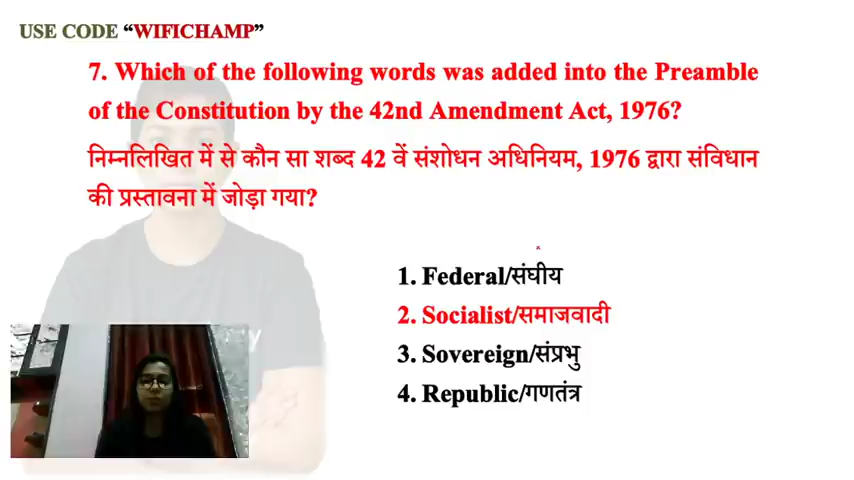 USE CODE “WIFICHAMP”
7. Which of the following words was added into the Preamble
of the Constitution by the 42nd Amendment Act, 1976?
निम्नलिखित में से कौन सा शब्द 42 वें संशोधन अधिनियम, 1976 द्वारा संविधान
की प्रस्तावना में जोड़ा गया?
1. Federal/संघीय
2. Socialist/समाजवादी
3. Sovereign/संप्रभु
4. Republic/गणतंत्र